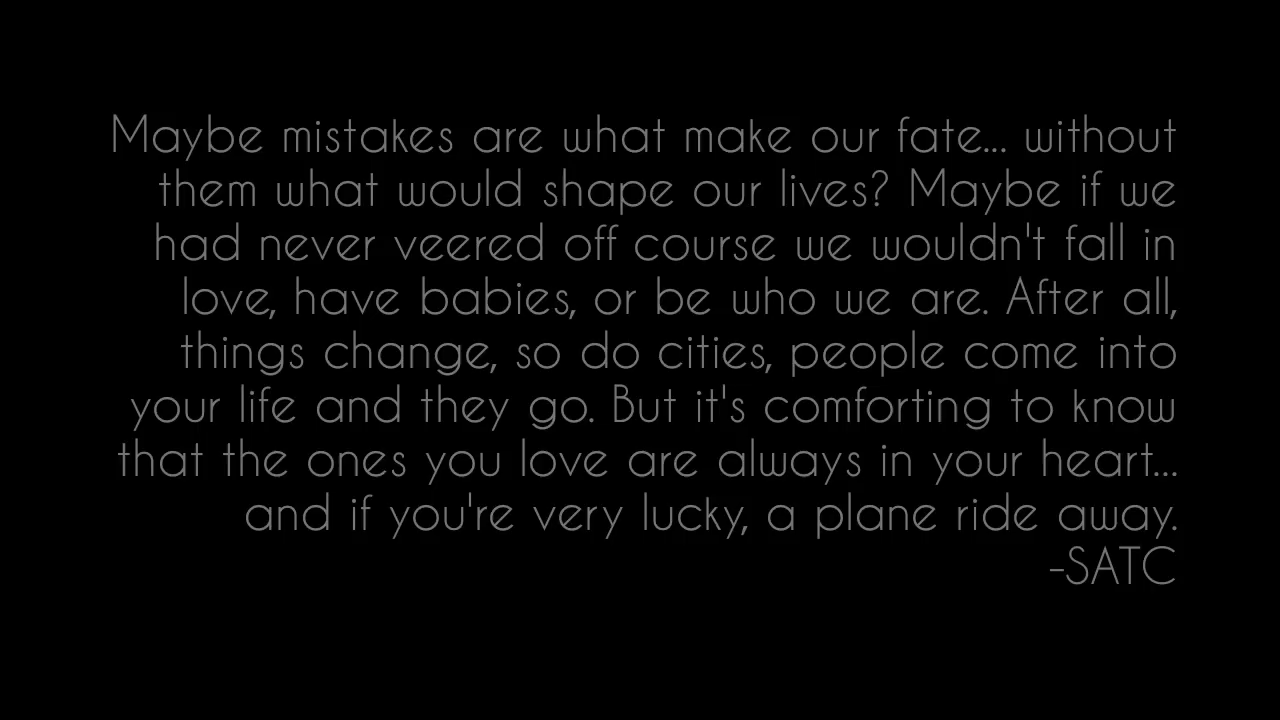 Maybe mistakes are what make our fate... without
them what would shape our lives? Maybe if we
had never veered off course we wouldn't fall in
love, have babies, or be who we are. After all,
things change, so do cities, people come into
your life and they go. But it's comforting to know
that the ones you love are always in your heart...
and if you're very lucky, a plane ride away.
-SATC